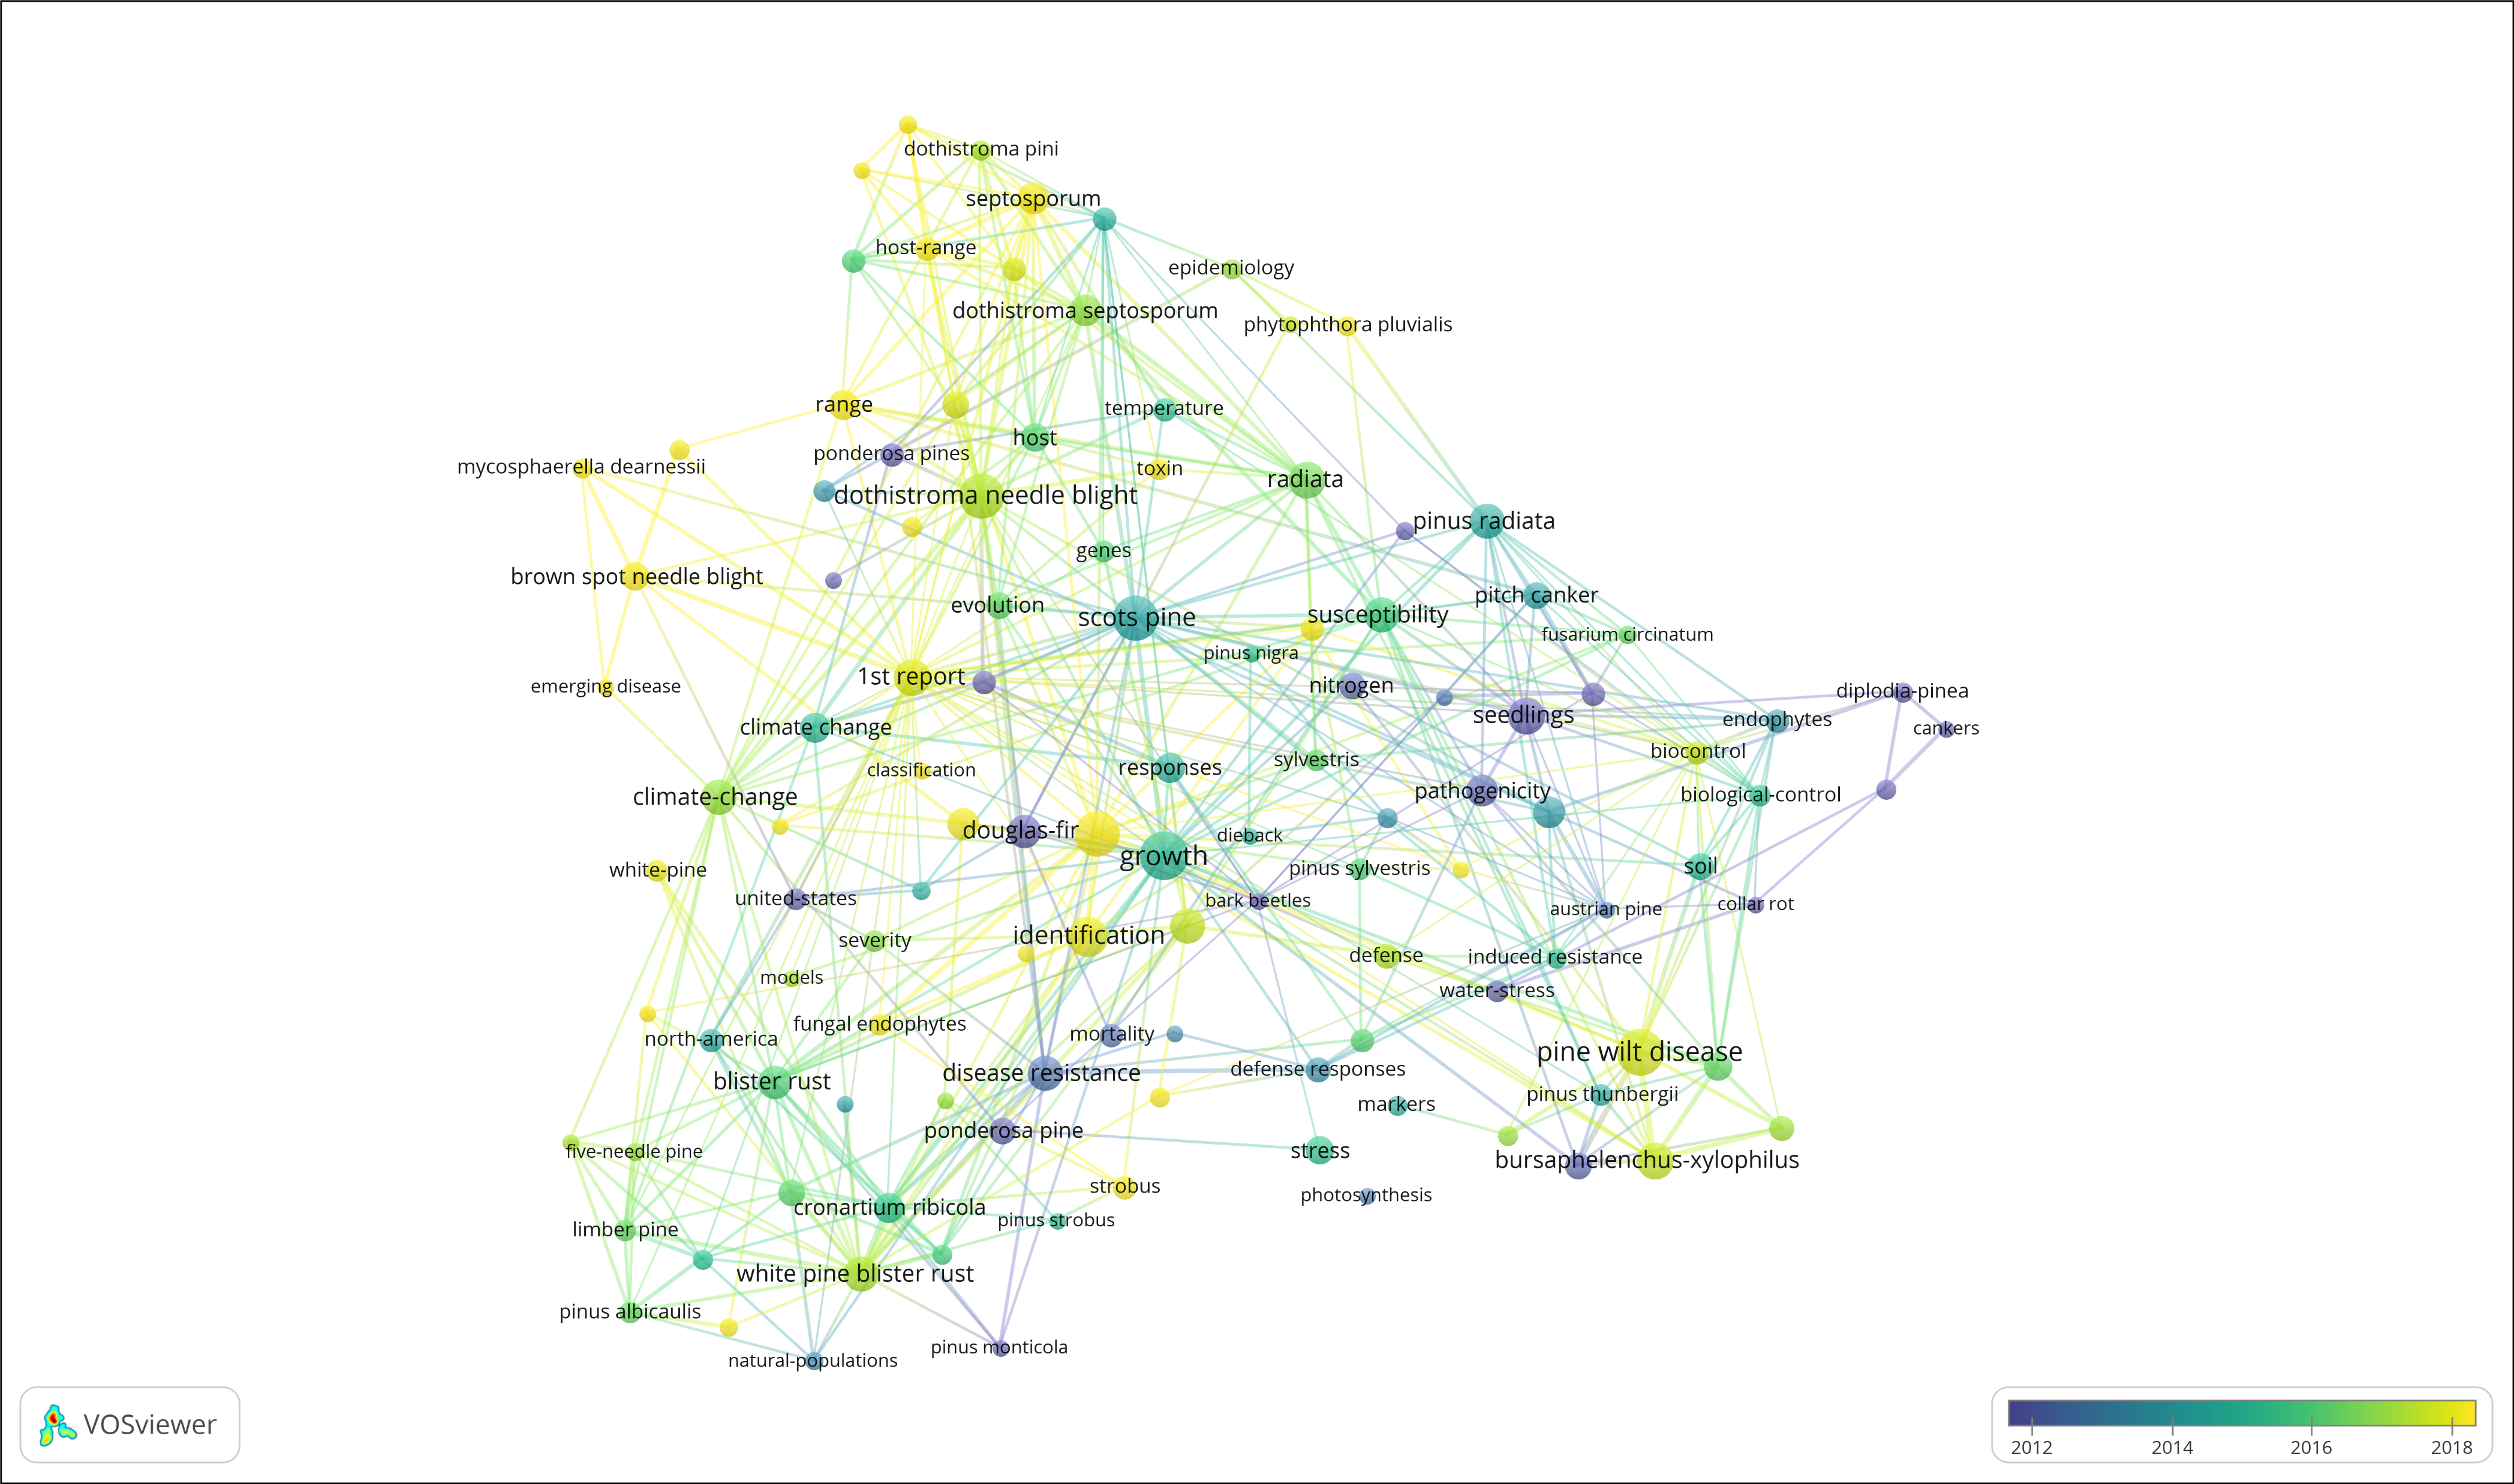 dothistroma pini
septosporum
host-range
epidemiology
dothistroma septosporum
phytophthora pluvialis
range
temperature
host
ponderosa pines
mycosphaerella dearnessii
toxin
radiata
dothistroma needle blight
pinus radiata
genes
brown spot needle blight
pitch canker
evolution
scots pine
susceptibility
fusarium circinatum
pinus nigra
1st report
nitrogen
emerging disease
diplodia-pinea
seedlings
endophytes
climate change
cankers
biocontrol
sylvestris
responses
classification
pathogenicity
biological-control
climate-change
douglas-fir
dieback
growth
soil
pinus sylvestris
white-pine
united-states
bark beetles
collar rot
austrian pine
identification
severity
defense
induced resistance
models
water-stress
fungal endophytes
mortality
north-america
pine wilt disease
defense responses
disease resistance
blister rust
pinus thunbergii
markers
ponderosa pine
stress
five-needle pine
bursaphelenchus-xylophilus
strobus
photosynthesis
cronartium ribicola
pinus strobus
limber pine
white pine blister rust
pinus albicaulis
pinus monticola
natural-populations
VOSviewer
2012 2014 2016 2018